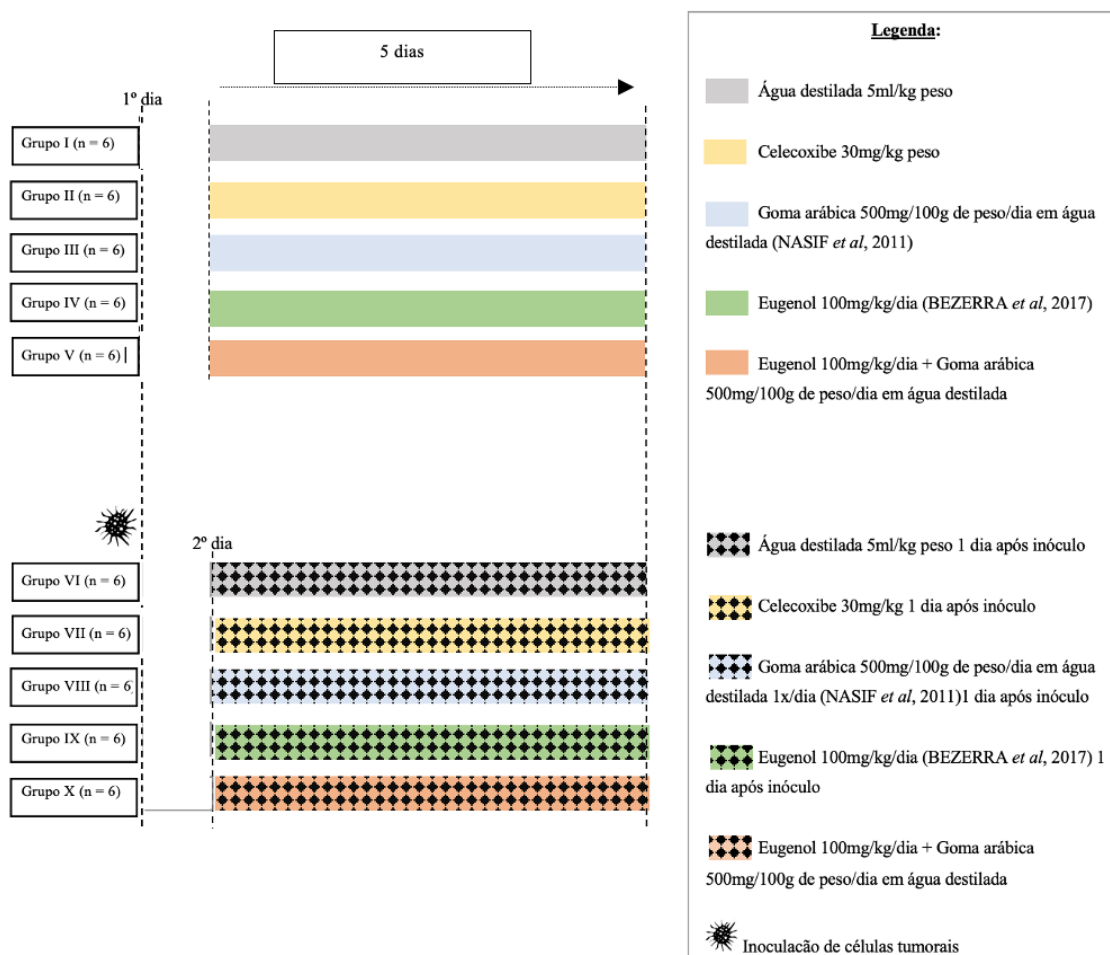 5 dias
1º dia
Grupo I (n = 6)
Grupo II (n = 6)
Grupo III (n = 6)
Grupo IV (n = 6)
Grupo V (n = 6)
2º dia
Grupo VI (n = 6)
Grupo VII (n = 6)
Grupo VIII (n = 6)
Grupo IX (n = 6)
Grupo X (n = 6)
Legenda:
Água destilada 5ml/kg peso
Celecoxibe 30mg/kg peso
Goma arábica 500mg/100g de peso/dia em água
destilada (NASIF et al, 2011)
Eugenol 100mg/kg/dia (BEZERRA et al, 2017)
Eugenol 100mg/kg/dia + Goma arábica
500mg/100g de peso/dia em água destilada
Água destilada 5ml/kg peso 1 dia após inóculo
Celecoxibe 30mg/kg 1 dia após inóculo
Goma arábica 500mg/100g de peso/dia em água
destilada 1x/dia (NASIF et al, 2011)1 dia após inóculo
Eugenol 100mg/kg/dia (BEZERRA et al, 2017) 1
dia após inóculo
Eugenol 100mg/kg/dia + Goma arábica
500mg/100g de peso/dia em água destilada
Inoculação de células tumorais